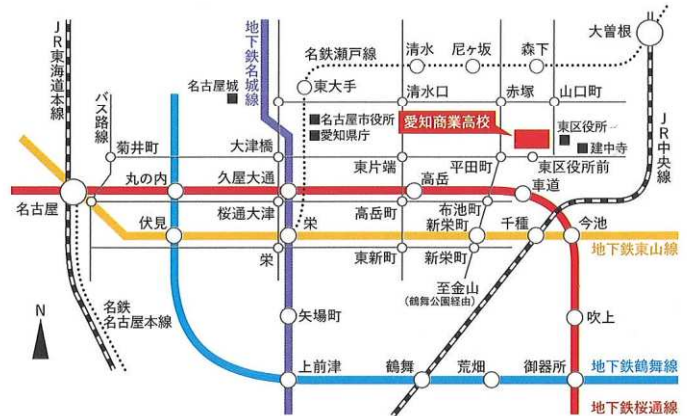 JR東海道本線
バス路線
地下鉄名城線
名鉄瀬戸線
清水
尼ヶ坂
森下
大曽根
名古屋城
東大手
清水口
赤塚
山口町
名古屋市役所
愛知県庁
愛知商業高校
東区役所
建中寺
JR中央線
菊井町
大津橋
東片端
平田町
東区役所前
丸の内
久屋大通
高岳
車道
名古屋
桜通大津
高岳町
布池町
伏見
栄
新栄町
千種
今池
栄
東新町
新栄町
地下鉄東山線
至金山
(鶴舞公園経由)
N
名鉄
名古屋本線
矢場町
吹上
上前津
鶴舞
荒畑
御器所
地下鉄鶴舞線
地下鉄桜通線